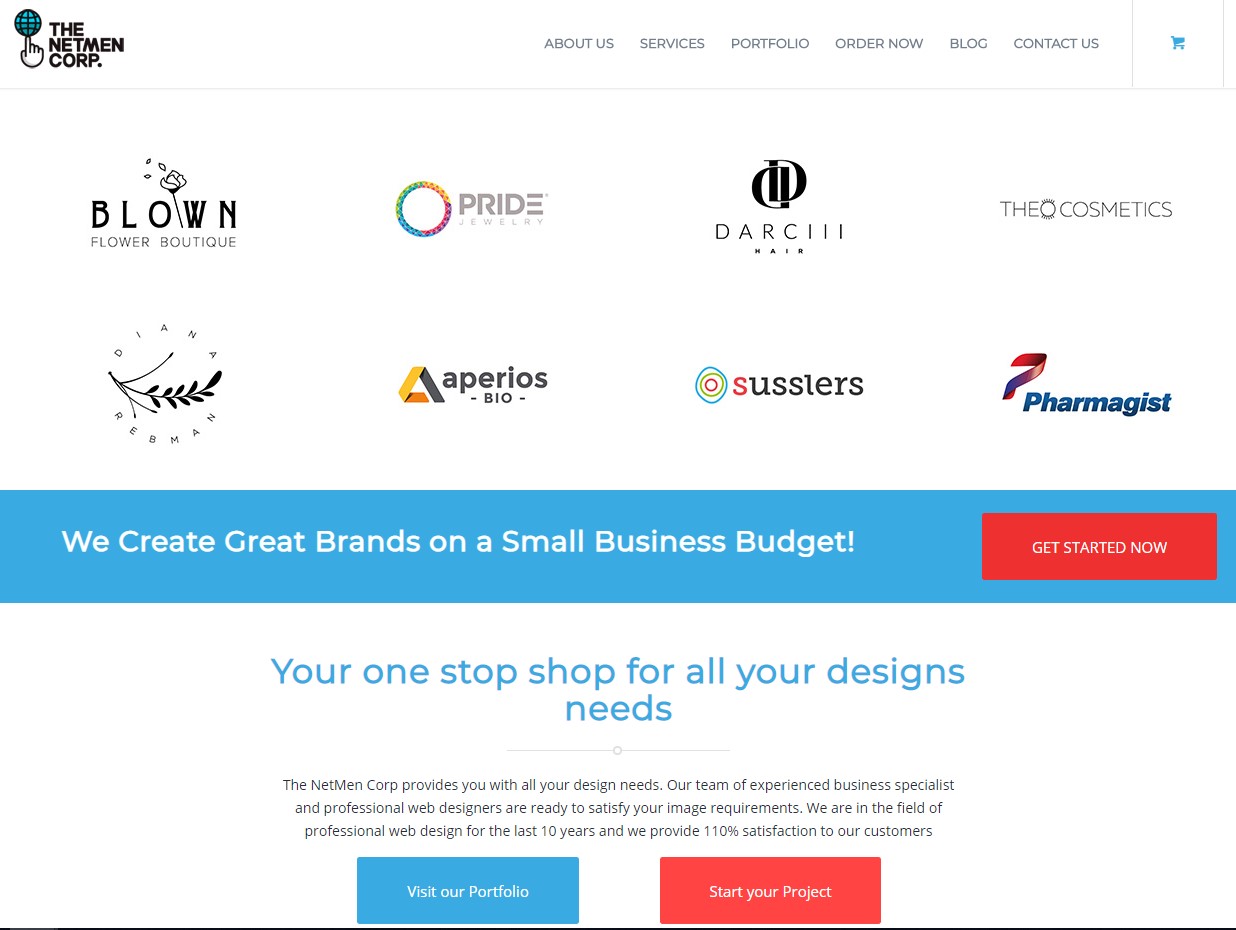 THE
NETMEN
CORP.
ABOUT US SERVICES PORTFOLIO ORDER NOW BLOG CONTACT US
BLOWN
FLOWER BOUTIQUE
PRIDE
JEWELRY
DARCIII
HAIR
THEO COSMETICS
DIANA
REBMAN
aperios
- BIO -
susslers
Pharmagist
We Create Great Brands on a Small Business Budget!
GET STARTED NOW
Your one stop shop for all your designs
needs
The NetMen Corp provides you with all your design needs. Our team of experienced business specialist
and professional web designers are ready to satisfy your image requirements. We are in the field of
professional web design for the last 10 years and we provide 110% satisfaction to our customers
Visit our Portfolio
Start your Project